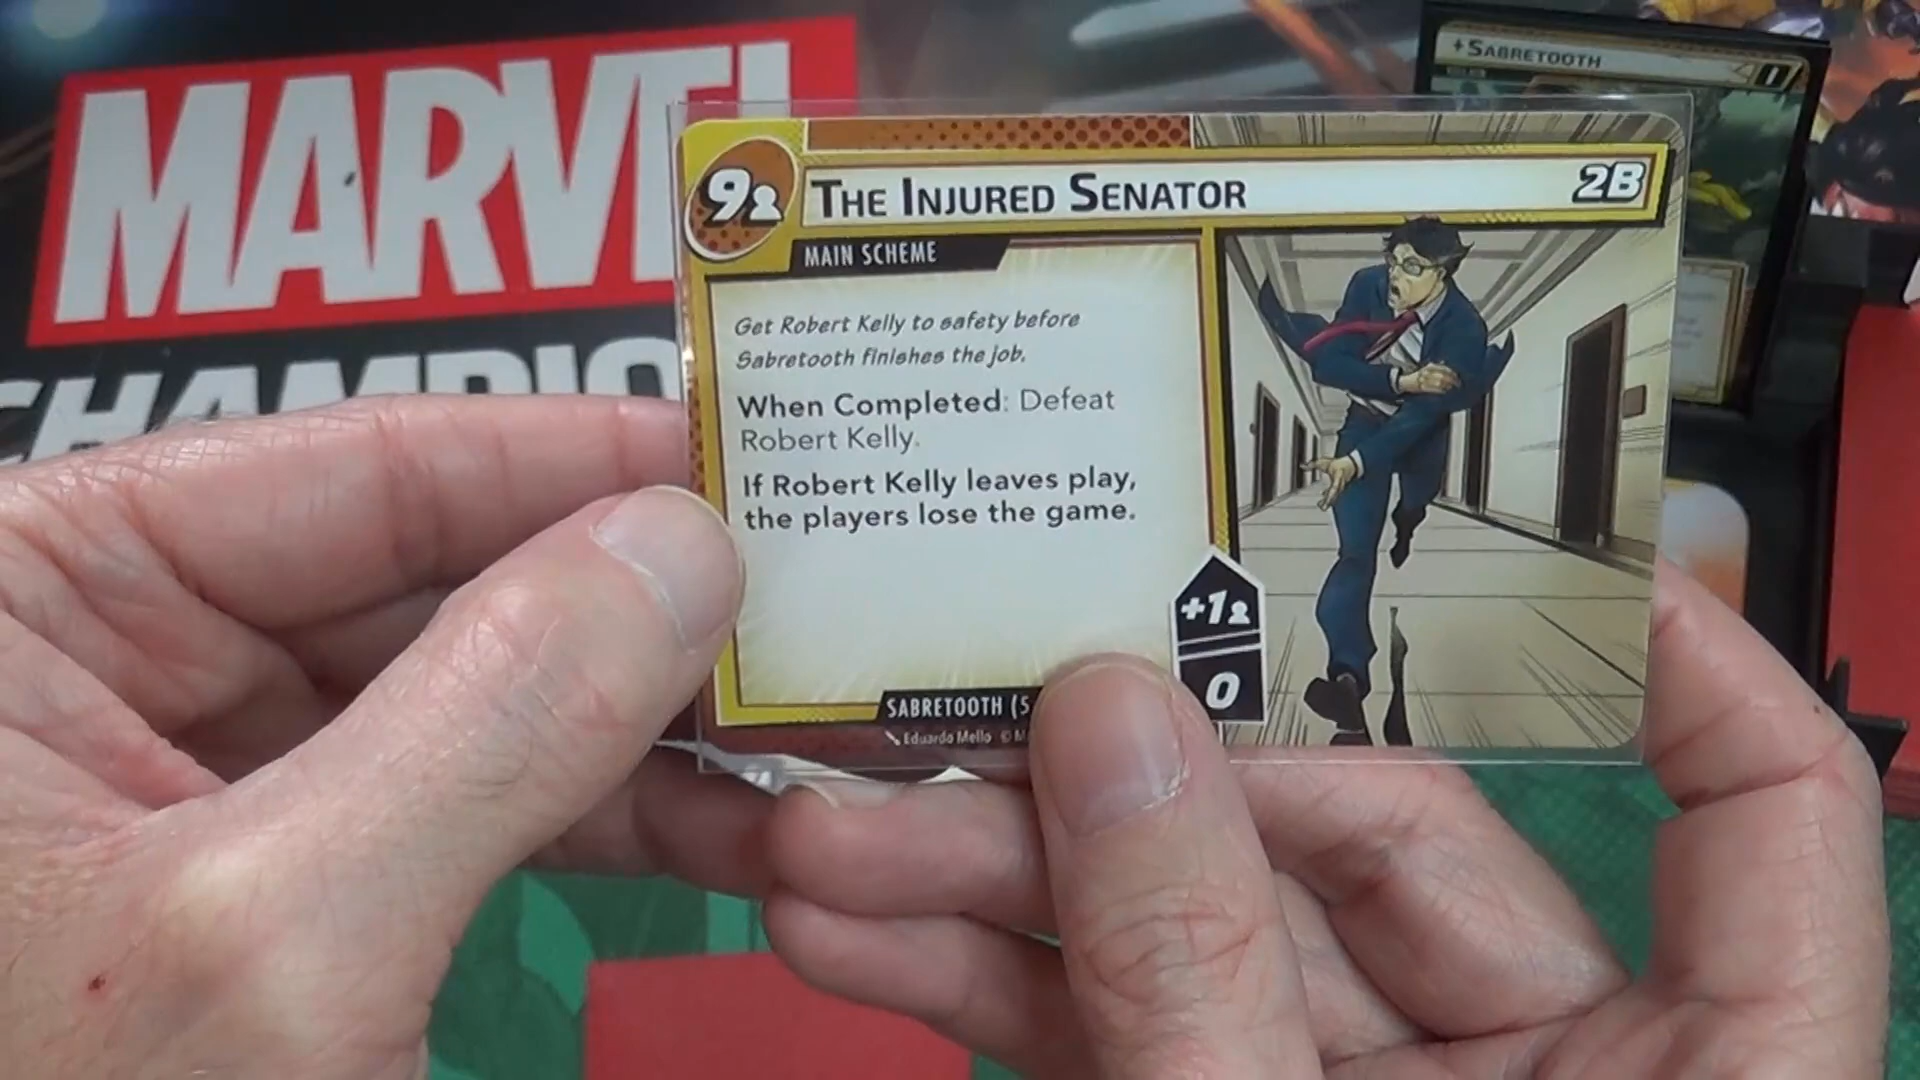 MARVEL
CHAMPIO
+SABRETOOTH
1
9
THE INJURED SENATOR
2B
MAIN SCHEME
Get Robert Kelly to safety before
Sabretooth finishes the job.
When Completed: Defeat
Robert Kelly.
If Robert Kelly leaves play,
the players lose the game.
+1
0
SABRETOOTH (5
Eduardo Mello © M